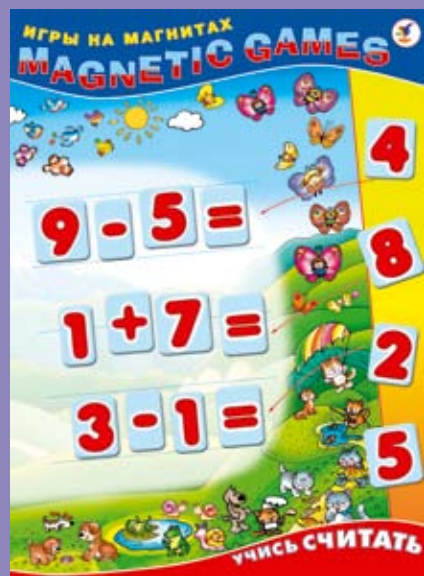 ИГРЫ НА МАГНИТАХ
MAGNETIC GAMES
4
9 - 5 =
8
1 + 7 =
2
3 - 1 =
5
УЧИСЬ СЧИТАТЬ